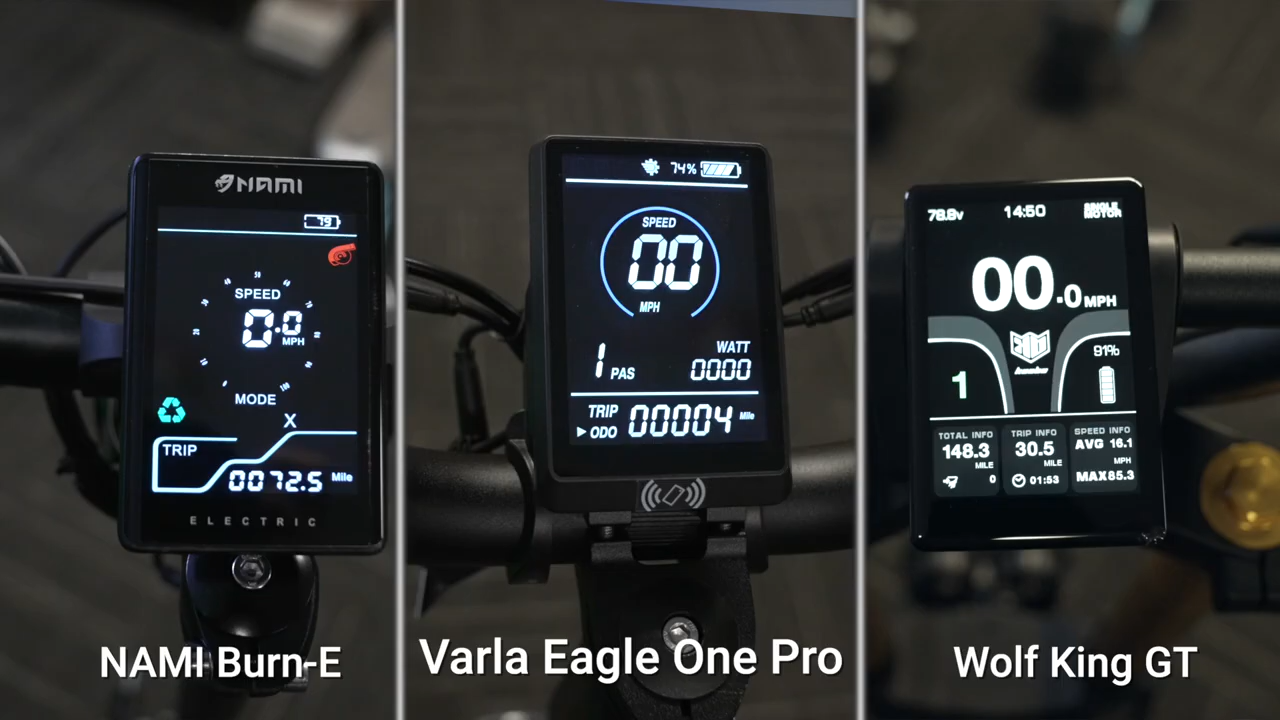 NAMI
79
SPEED
0.0
MPH
MODE
X
TRIP
0072.5 Mile
ELECTRIC
NAMI Burn-E
74%
SPEED
00
MPH
1 PAS
WATT
0000
TRIP
▶ ODO
00004 Mile
Varla Eagle One Pro
78.9v 14:50 SINGLE MOTOR
00.0 MPH
1
91%
TOTAL INFO
148.3
MILE
0
TRIP INFO
30.5
MILE
01:53
SPEED INFO
AVG 16.1
MPH
MAX 85.3
Wolf King GT